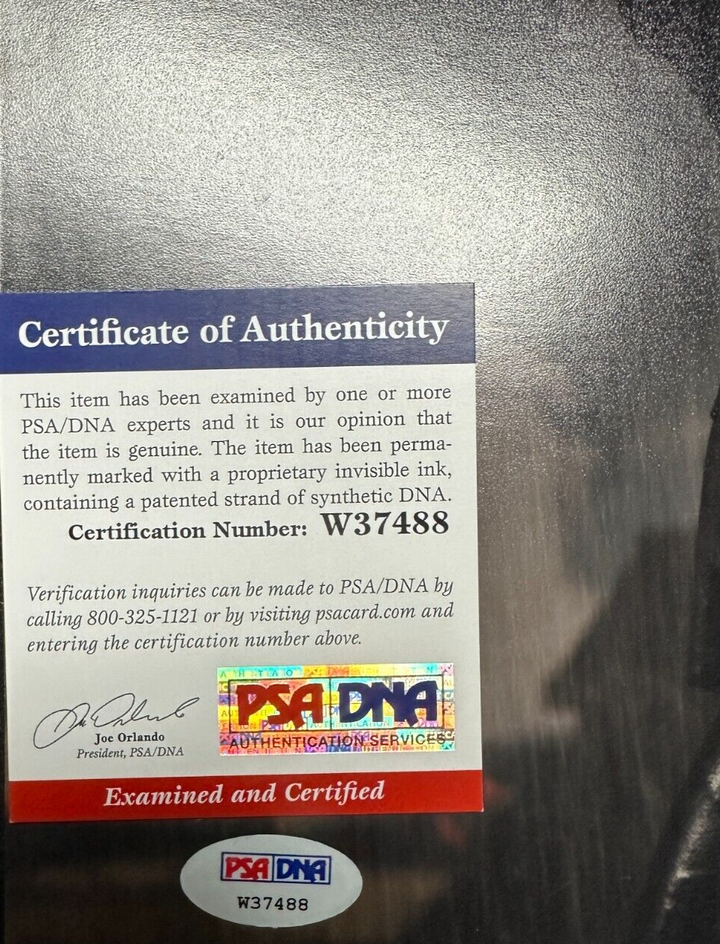 Certificate of Authenticity
This item has been examined by one or more
PSA/DNA experts and it is our opinion that
the item is genuine. The item has been perma-
nently marked with a proprietary invisible ink,
containing a patented strand of synthetic DNA.
Certification Number: W37488
Verification inquiries can be made to PSA/DNA by
calling 800-325-1121 or by visiting psacard.com and
entering the certification number above.
Joe Orlando
President, PSA/DNA
PSA DNA
AUTHENTICATION SERVICES
Examined and Certified
PSA DNA
W37488